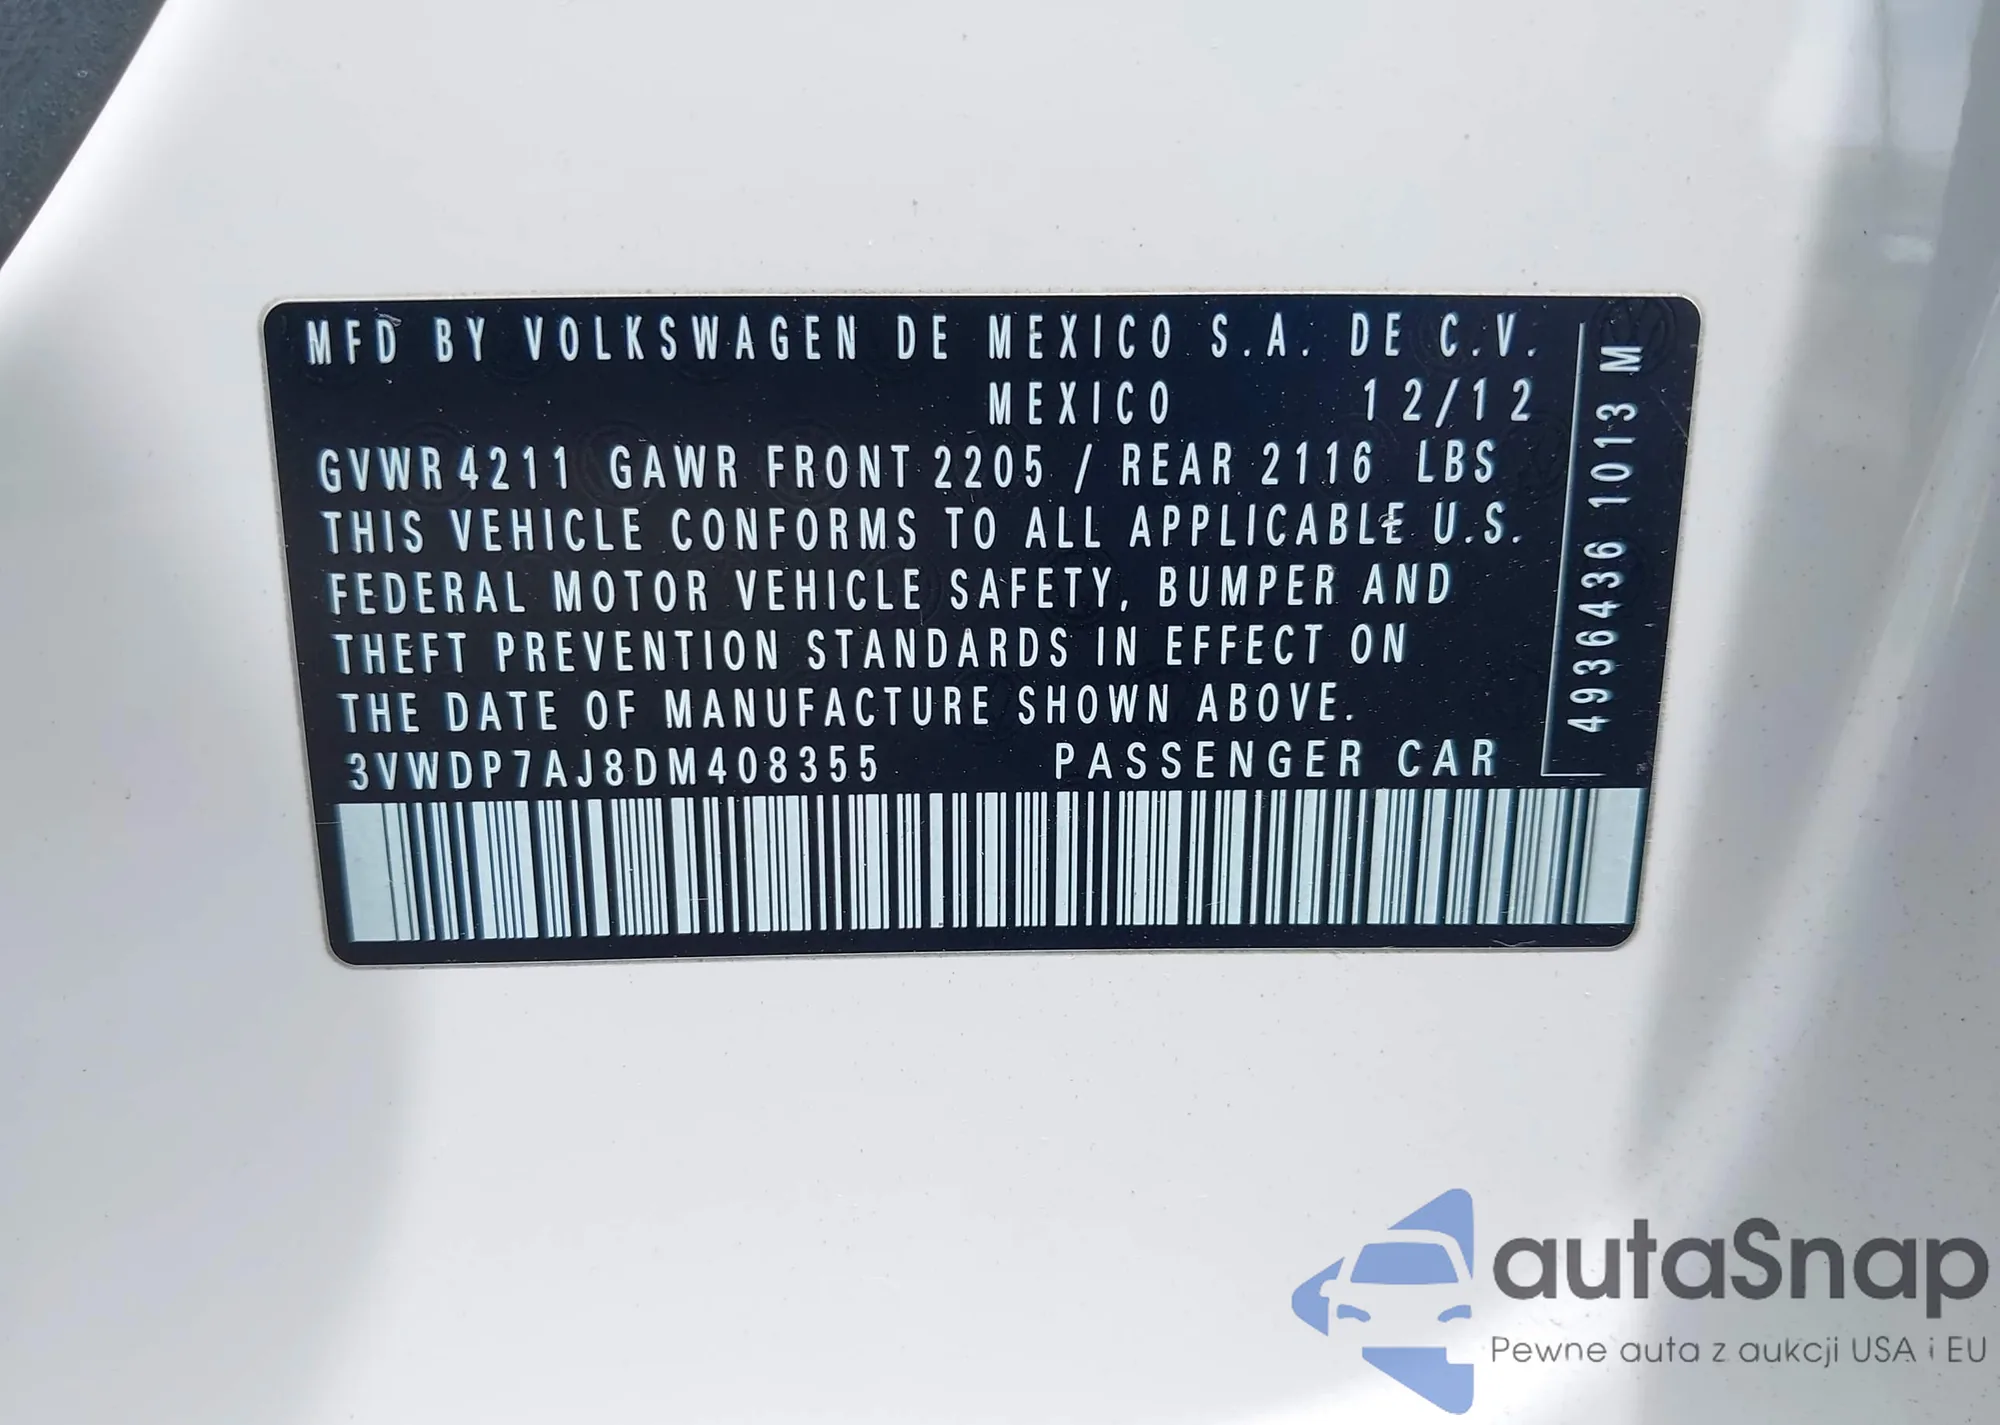 MFD BY VOLKSWAGEN DE MEXICO S.A. DE C.V.
MEXICO 12/12
GVWR 4211 GAWR FRONT 2205 / REAR 2116 LBS
THIS VEHICLE CONFORMS TO ALL APPLICABLE U.S.
FEDERAL MOTOR VEHICLE SAFETY, BUMPER AND
THEFT PREVENTION STANDARDS IN EFFECT ON
THE DATE OF MANUFACTURE SHOWN ABOVE.
3VWDP7AJ8DM408355 PASSENGER CAR
4936436 1013 M
autaSnap
Pewne auta z aukcji USA i EU